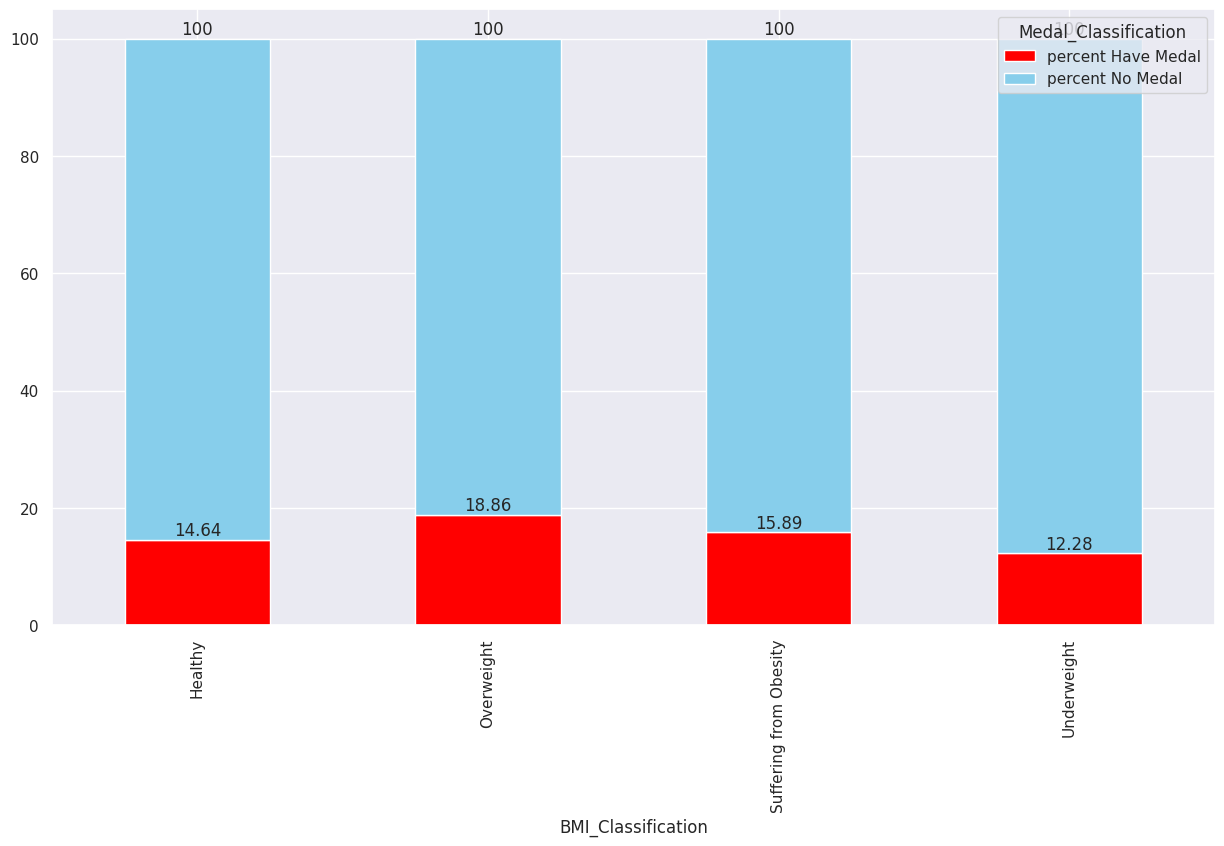 100 100 100 100
Medal_Classification
percent Have Medal
percent No Medal
100
80
60
40
20
0
14.64
18.86
15.89
12.28
Healthy
Overweight
Suffering from Obesity
Underweight
BMI_Classification